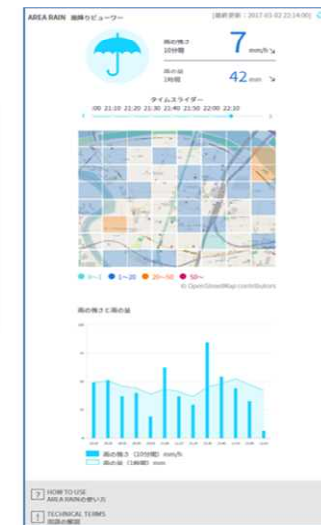 AREA RAIN 雨降りビューワー
[最終更新：2017-03-02 22:14:00]
雨の強さ
10分間
7 mm/h
雨の量
1時間
42 mm
タイムスライダー
:00 21:10 21:20 21:30 21:40 21:50 22:00 22:10
0～1 1～20 20～50 50～
© OpenStreetMap contributors
雨の強さと雨の量
雨の強さ（10分間）mm/h
雨の量（1時間）mm
? HOW TO USE
AREA RAINの使い方
! TECHNICAL TERMS
用語の解説